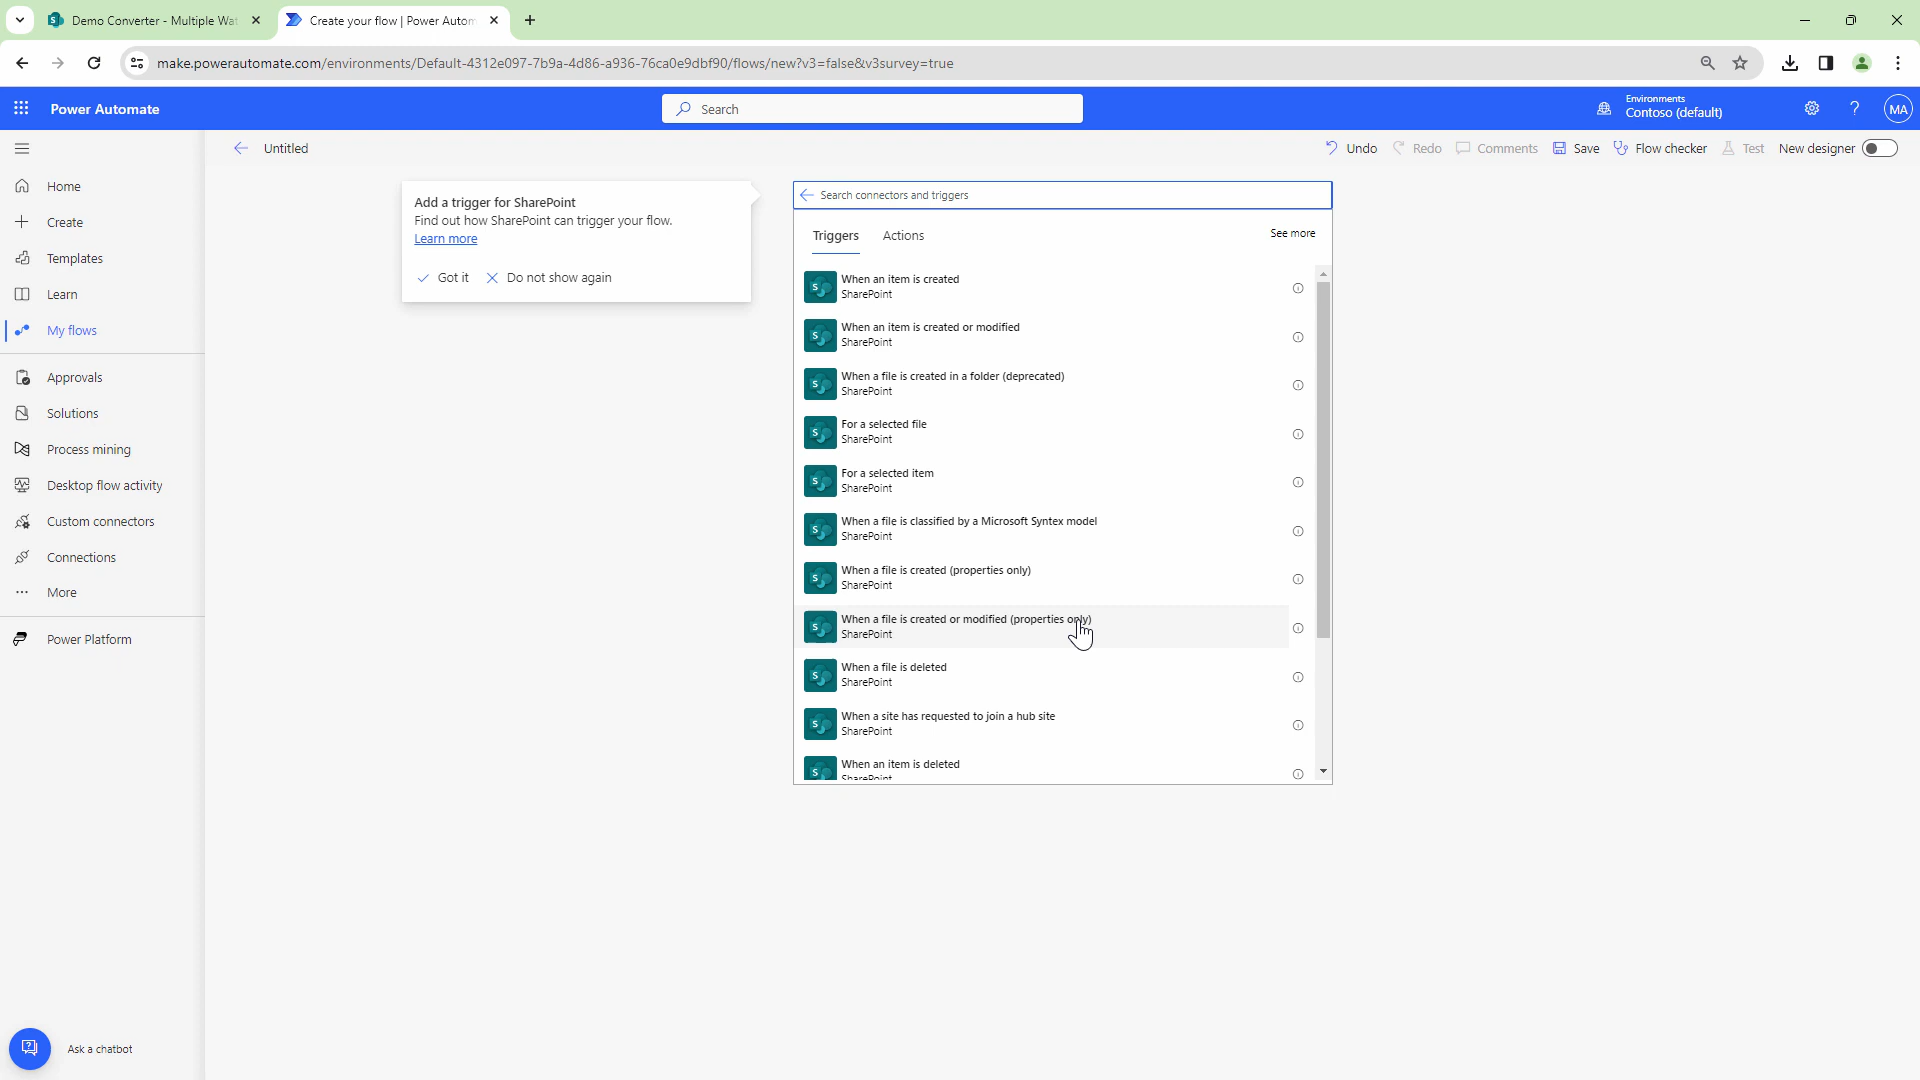 Demo Converter - Multiple Wat
Create your flow | Power Autom
make.powerautomate.com/environments/Default-4312e097-7b9a-4d86-a936-76ca0e9dbf90/flows/new?v3=false&v3survey=true
Power Automate
Search
Environments
Contoso (default)
?
MA
Untitled
Undo
Redo
Comments
Save
Flow checker
Test
New designer
Home
Create
Templates
Learn
My flows
Approvals
Solutions
Process mining
Desktop flow activity
Custom connectors
Connections
More
Power Platform
Ask a chatbot
Add a trigger for SharePoint
Find out how SharePoint can trigger your flow.
Learn more
Got it
Do not show again
Search connectors and triggers
Triggers
Actions
See more
When an item is created
SharePoint
When an item is created or modified
SharePoint
When a file is created in a folder (deprecated)
SharePoint
For a selected file
SharePoint
For a selected item
SharePoint
When a file is classified by a Microsoft Syntex model
SharePoint
When a file is created (properties only)
SharePoint
When a file is created or modified (properties only)
SharePoint
When a file is deleted
SharePoint
When a site has requested to join a hub site
SharePoint
When an item is deleted
SharePoint